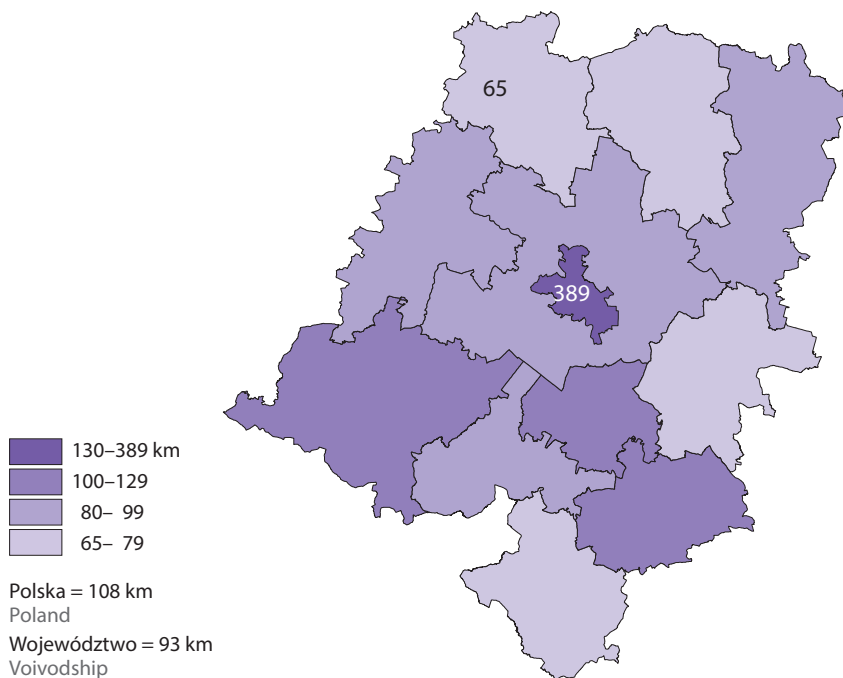 65
389
130–389 km
100–129
80– 99
65– 79
Polska = 108 km
Poland
Województwo = 93 km
Voivodship